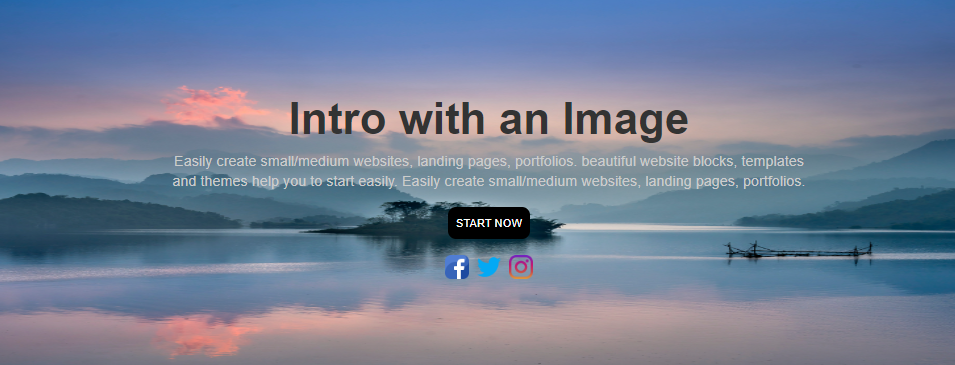 Intro with an Image
Easily create small/medium websites, landing pages, portfolios. beautiful website blocks, templates
and themes help you to start easily. Easily create small/medium websites, landing pages, portfolios.
START NOW